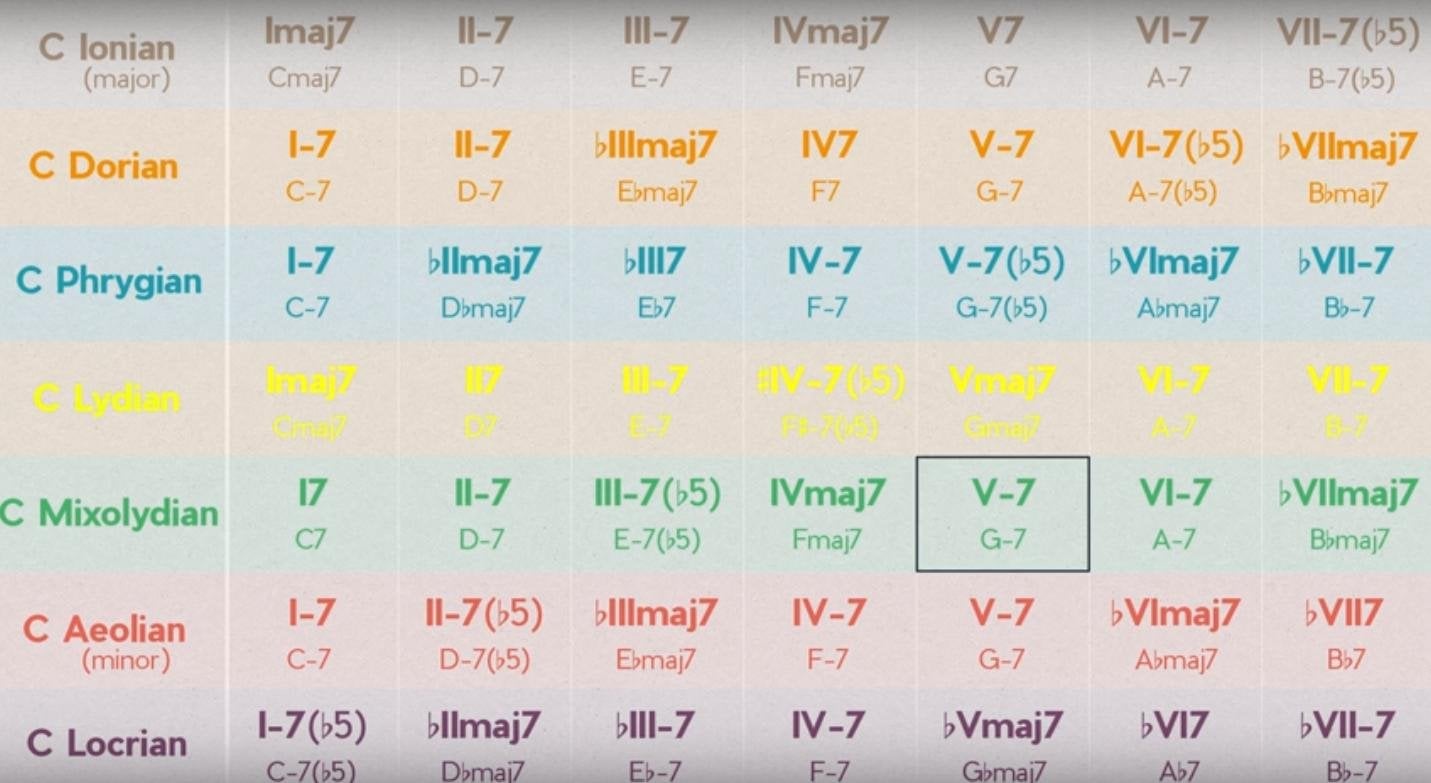 C Ionian Imaj7 II-7 III-7 IVmaj7 V7 VI-7 VII-7(♭5)
(major) Cmaj7 D-7 E-7 Fmaj7 G7 A-7 B-7(♭5)
C Dorian I-7 II-7 ♭IIImaj7 IV7 V-7 VI-7(♭5) ♭VIImaj7
C-7 D-7 E♭maj7 F7 G-7 A-7(♭5) B♭maj7
C Phrygian I-7 ♭IImaj7 ♭III7 IV-7 V-7(♭5) ♭VImaj7 ♭VII-7
C-7 D♭maj7 E♭7 F-7 G-7(♭5) A♭maj7 B♭-7
C Lydian Imaj7 II7 III-7 #IV-7(♭5) Vmaj7 VI-7 VII-7
Cmaj7 D7 E-7 F#-7(♭5) Gmaj7 A-7 B-7
C Mixolydian I7 II-7 III-7(♭5) IVmaj7 V-7 VI-7 ♭VIImaj7
C7 D-7 E-7(♭5) Fmaj7 G-7 A-7 B♭maj7
C Aeolian I-7 II-7(♭5) ♭IIImaj7 IV-7 V-7 ♭VImaj7 ♭VII7
(minor) C-7 D-7(♭5) E♭maj7 F-7 G-7 A♭maj7 B♭7
C Locrian I-7(♭5) ♭IImaj7 ♭III-7 IV-7 ♭Vmaj7 ♭VI7 ♭VII-7
C-7(♭5) D♭maj7 E♭-7 F-7 G♭maj7 A♭7 B♭-7